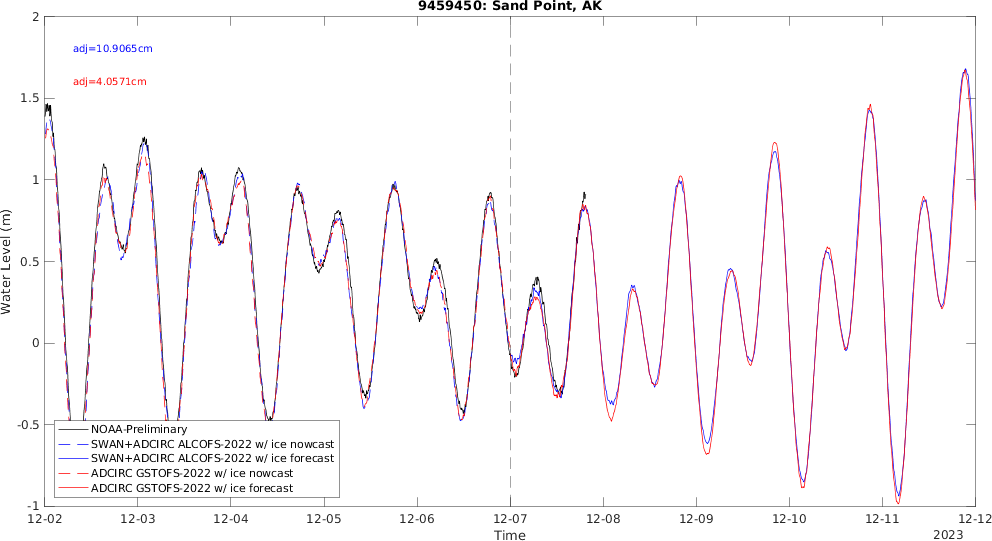 9459450: Sand Point, AK
adj=10.9065cm
adj=4.0571cm
Water Level (m)
2
1.5
1
0.5
0
-0.5
-1
NOAA-Preliminary
SWAN+ADCIRC ALCOFS-2022 w/ ice nowcast
SWAN+ADCIRC ALCOFS-2022 w/ ice forecast
ADCIRC GSTOFS-2022 w/ ice nowcast
ADCIRC GSTOFS-2022 w/ ice forecast
12-02 12-03 12-04 12-05 12-06 12-07 12-08 12-09 12-10 12-11 12-12
Time
2023